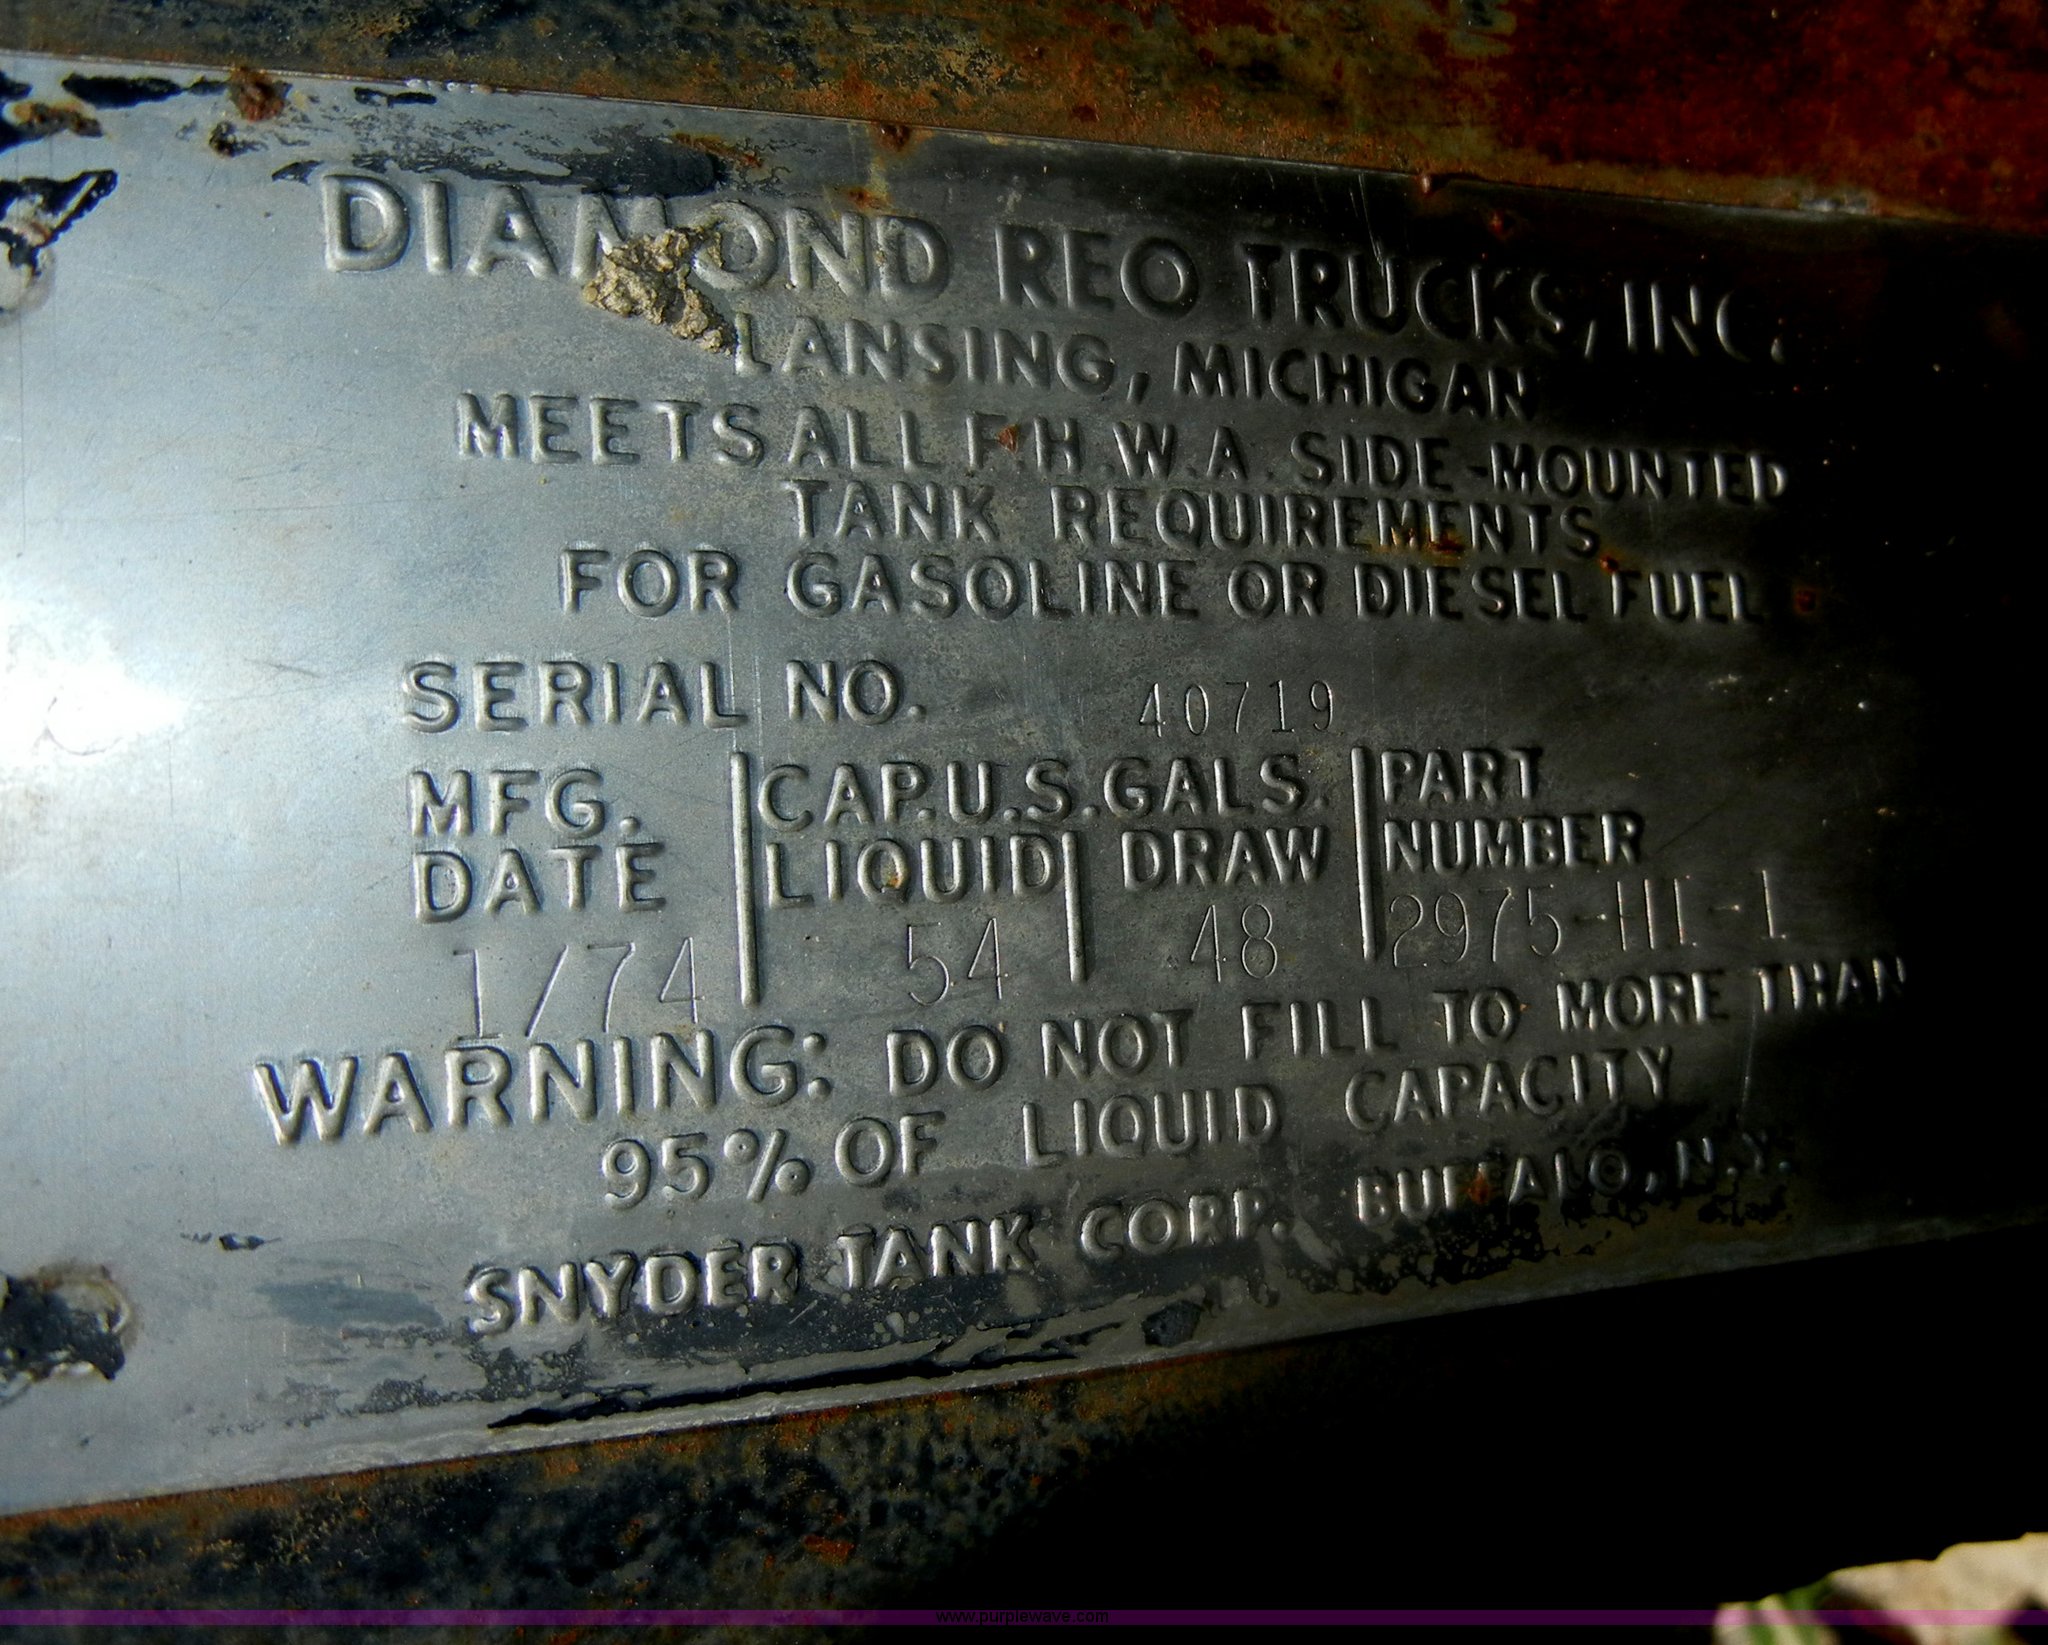 DIAMOND REO TRUCKS, INC.
LANSING, MICHIGAN
MEETS ALL F.H.W.A. SIDE-MOUNTED
TANK REQUIREMENTS
FOR GASOLINE OR DIESEL FUEL
SERIAL NO. 40719
MFG. CAP. U.S. GALS. PART
DATE LIQUID DRAW NUMBER
1/74 54 48 2975-H1-1
WARNING: DO NOT FILL TO MORE THAN
95% OF LIQUID CAPACITY
SNYDER TANK CORP. BUFFALO, N.Y.
www.purplewave.com